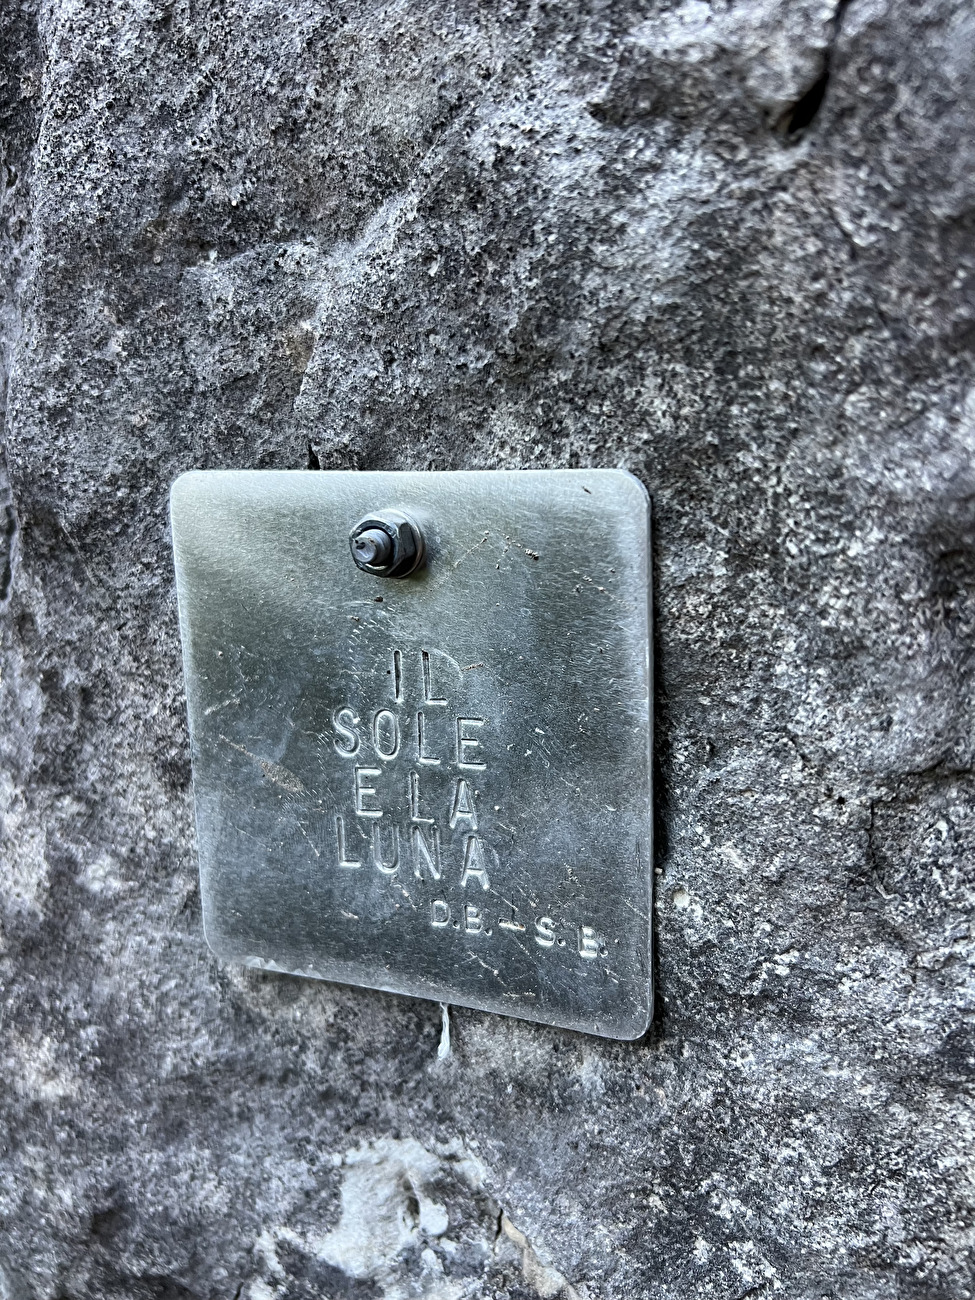 IL
SOLE
E LA
LUNA
D.B. - S. B.